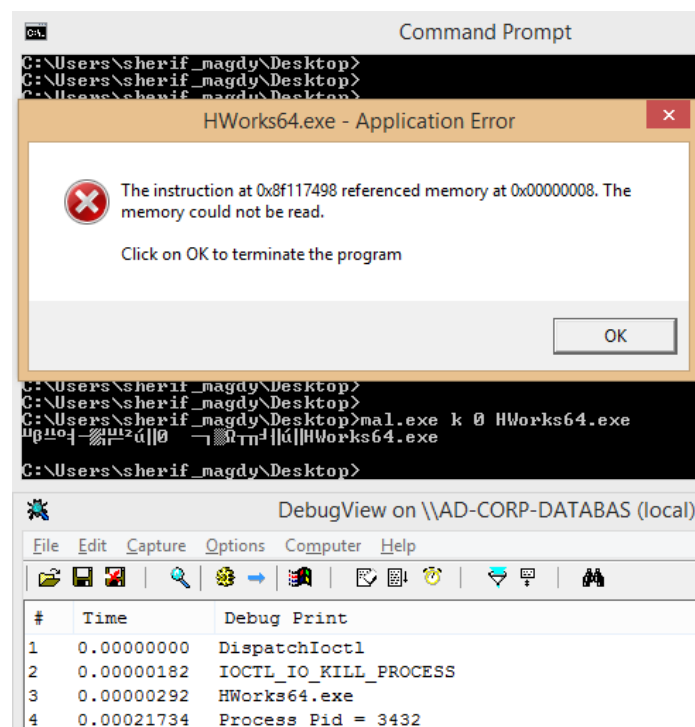 Command Prompt
C:\Users\sherif_magdy\Desktop>
C:\Users\sherif_magdy\Desktop>
C:\Users\sherif_magdy\Desktop>
HWorks64.exe - Application Error
The instruction at 0x8f117498 referenced memory at 0x00000008. The
memory could not be read.
Click on OK to terminate the program
OK
C:\Users\sherif_magdy\Desktop>
C:\Users\sherif_magdy\Desktop>
C:\Users\sherif_magdy\Desktop>mal.exe k 0 HWorks64.exe
HWorks64.exe
C:\Users\sherif_magdy\Desktop>
DebugView on \\AD-CORP-DATABAS (local)
File Edit Capture Options Computer Help
# Time Debug Print
1 0.00000000 DispatchIoctl
2 0.00000182 IOCTL_IO_KILL_PROCESS
3 0.00000292 HWorks64.exe
4 0.00021734 Process Pid = 3432